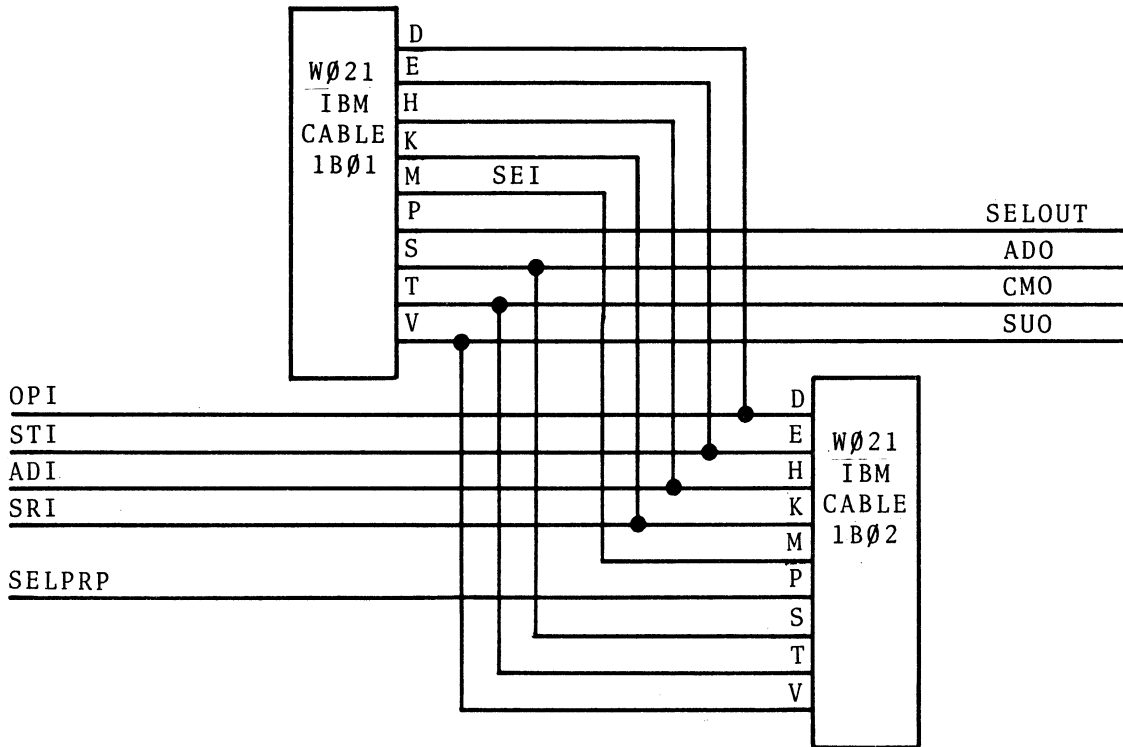 D
E
H
K
M
P
S
T
V
WØ21
IBM
CABLE
1BØ1
SEI
SELOUT
ADO
CMO
SUO
OPI
STI
ADI
SRI
SELPRP
D
E
H
K
M
P
S
T
V
WØ21
IBM
CABLE
1BØ2